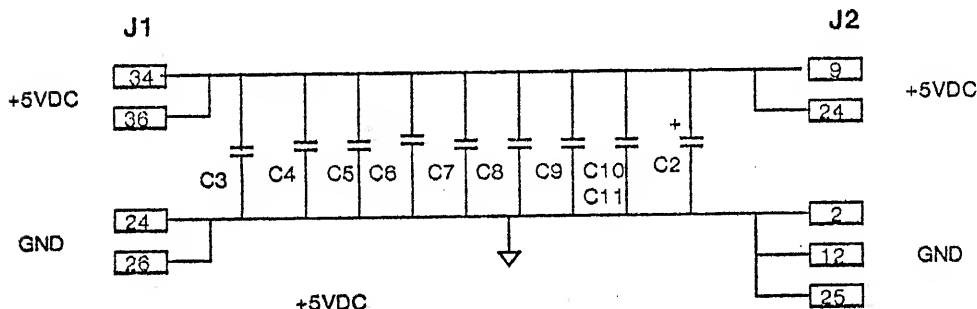 J1 J2
34 9
+5VDC +5VDC
36 24
C3 C4 C5 C6 C7 C8 C9 C10 + C2
C11
24 2
GND GND
26 12
25
+5VDC